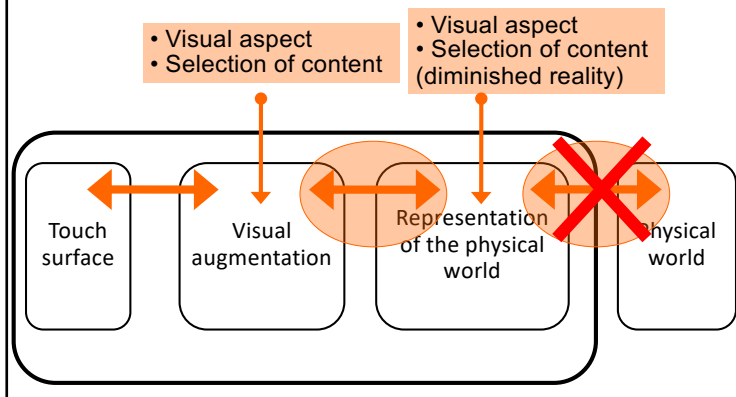 • Visual aspect
• Selection of content
• Visual aspect
• Selection of content
(diminished reality)
Touch
surface
Visual
augmentation
Representation
of the physical
world
Physical
world